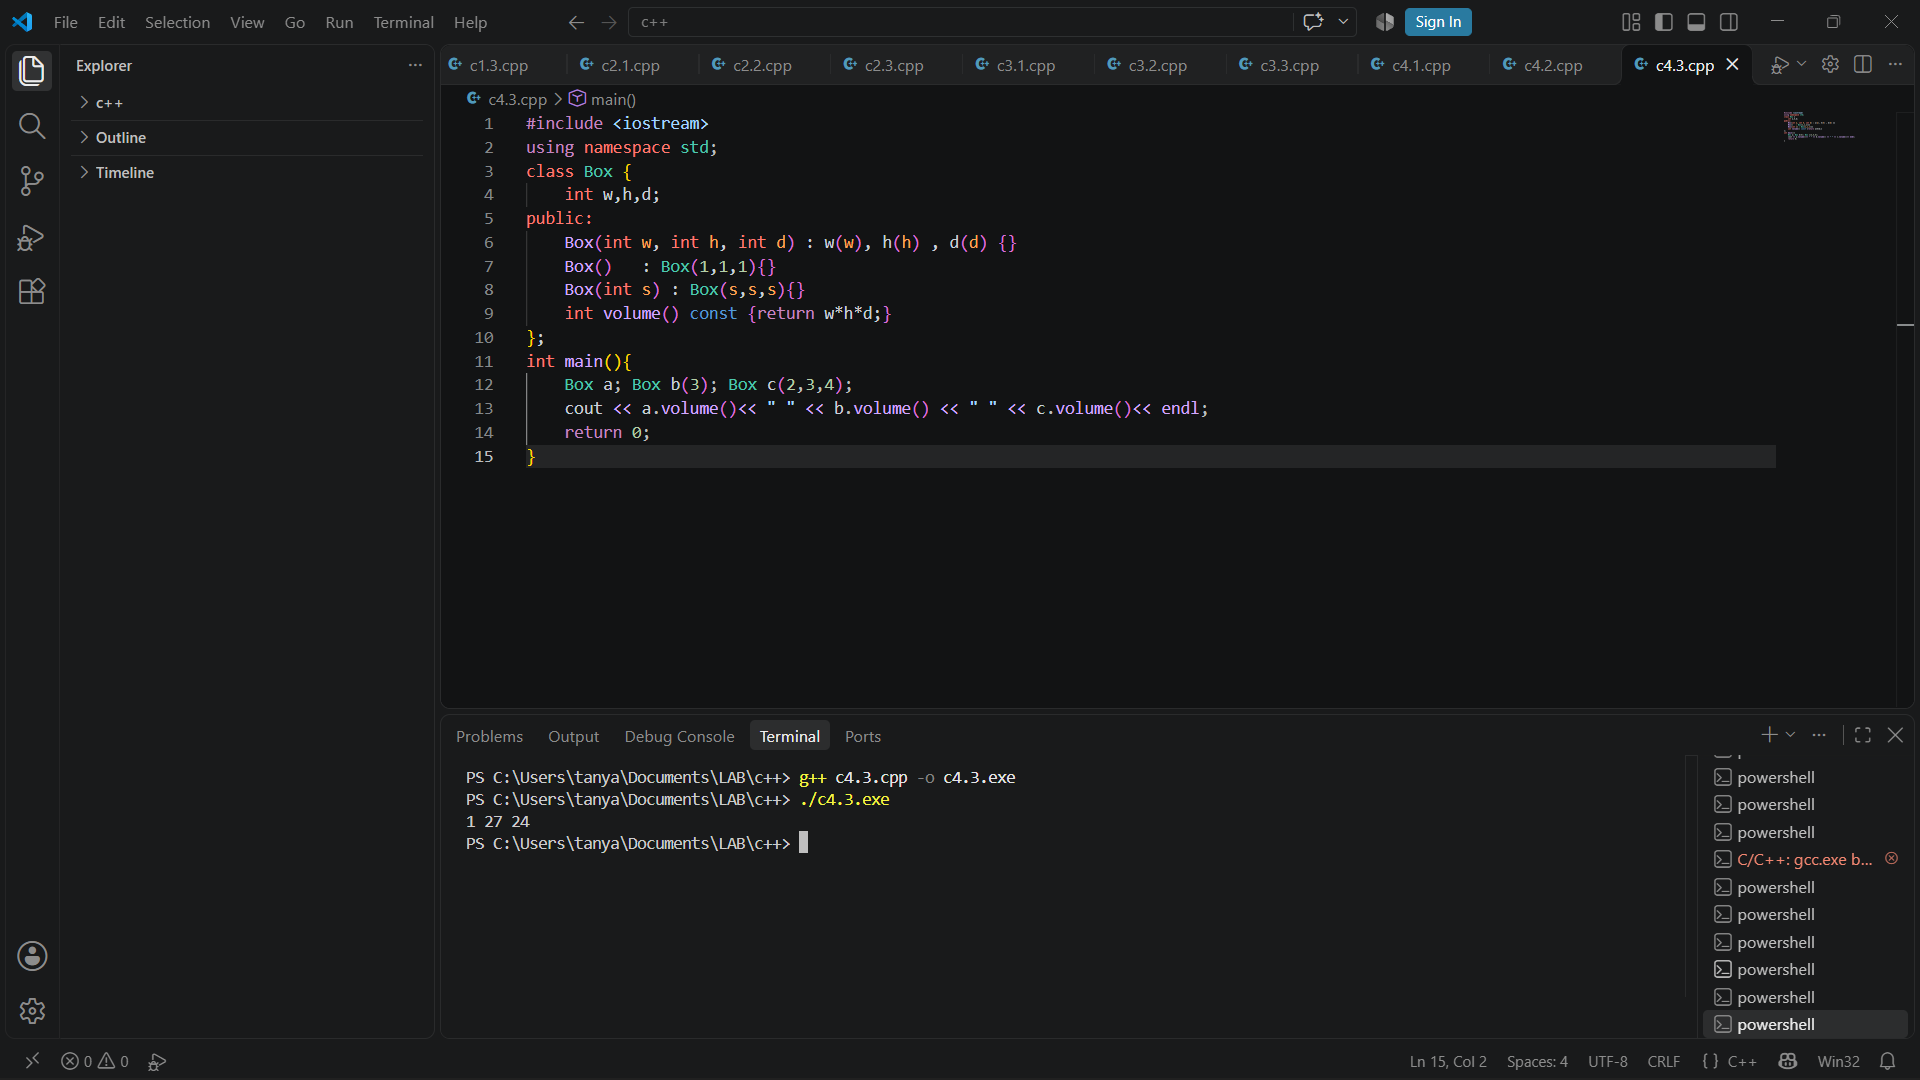 File Edit Selection View Go Run Terminal Help
c++
Sign In
Explorer
c++
Outline
Timeline
c1.3.cpp c2.1.cpp c2.2.cpp c2.3.cpp c3.1.cpp c3.2.cpp c3.3.cpp c4.1.cpp c4.2.cpp c4.3.cpp
c4.3.cpp > main()
1 #include <iostream>
2 using namespace std;
3 class Box {
4     int w,h,d;
5 public:
6     Box(int w, int h, int d) : w(w), h(h) , d(d) {}
7     Box()   : Box(1,1,1){}
8     Box(int s) : Box(s,s,s){}
9     int volume() const {return w*h*d;}
10 };
11 int main(){
12     Box a; Box b(3); Box c(2,3,4);
13     cout << a.volume()<< " " << b.volume() << " " << c.volume()<< endl;
14     return 0;
15 }
Problems Output Debug Console Terminal Ports
PS C:\Users\tanya\Documents\LAB\c++> g++ c4.3.cpp -o c4.3.exe
PS C:\Users\tanya\Documents\LAB\c++> ./c4.3.exe
1 27 24
PS C:\Users\tanya\Documents\LAB\c++>
powershell
powershell
powershell
C/C++: gcc.exe b...
powershell
powershell
powershell
powershell
powershell
powershell
0 0
Ln 15, Col 2 Spaces: 4 UTF-8 CRLF {} C++ Win32